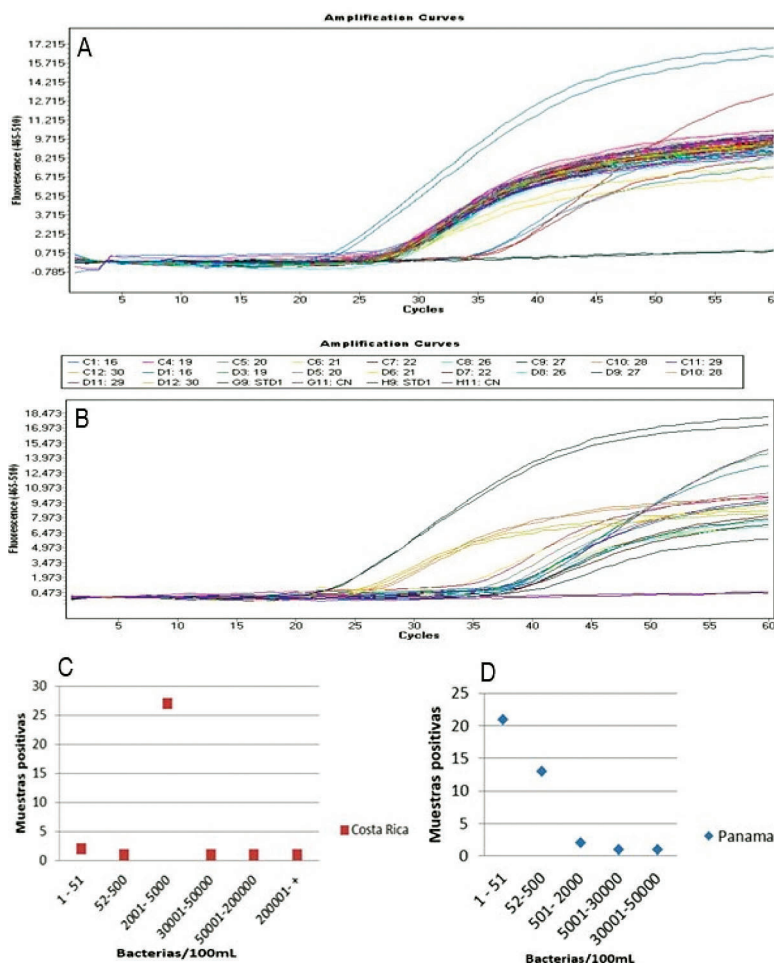 Amplification Curves
A
17.215
15.715
14.215
12.715
11.215
9.715
8.215
6.715
5.215
3.715
2.215
0.715
-0.785
Fluorescence (465-510)
5 10 15 20 25 30 35 40 45 50 55 60
Cycles
Amplification Curves
C1: 16 C4: 19 C5: 20 C6: 21 C7: 22 C8: 26 C9: 27 C10: 28 C11: 29
C12: 30 D1: 16 D3: 19 D5: 20 D6: 21 D7: 22 D8: 26 D9: 27 D10: 28
D11: 29 D12: 30 G9: STD1 G11: CN H9: STD1 H11: CN
B
18.473
16.973
15.473
13.973
12.473
10.973
9.473
7.973
6.473
4.973
3.473
1.973
0.473
Fluorescence (465-510)
5 10 15 20 25 30 35 40 45 50 55 60
Cycles
C
30
25
20
15
10
5
0
Muestras positivas
1 - 51
52-500
2001- 5000
30001-50000
50001-200000
200001-+
Bacterias/100mL
Costa Rica
D
25
20
15
10
5
0
Muestras positivas
1 - 51
52-500
501- 2000
5001-30000
30001-50000
Bacterias/100mL
Panama